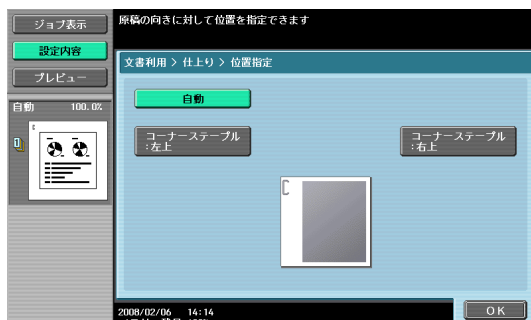 ジョブ表示
原稿の向きに対して位置を指定できます
設定内容
プレビュー
文書利用 > 仕上り > 位置指定
自動 100.0%
自動
コーナーステープル
:左上
コーナーステープル
:右上
2008/02/06 14:14
OK